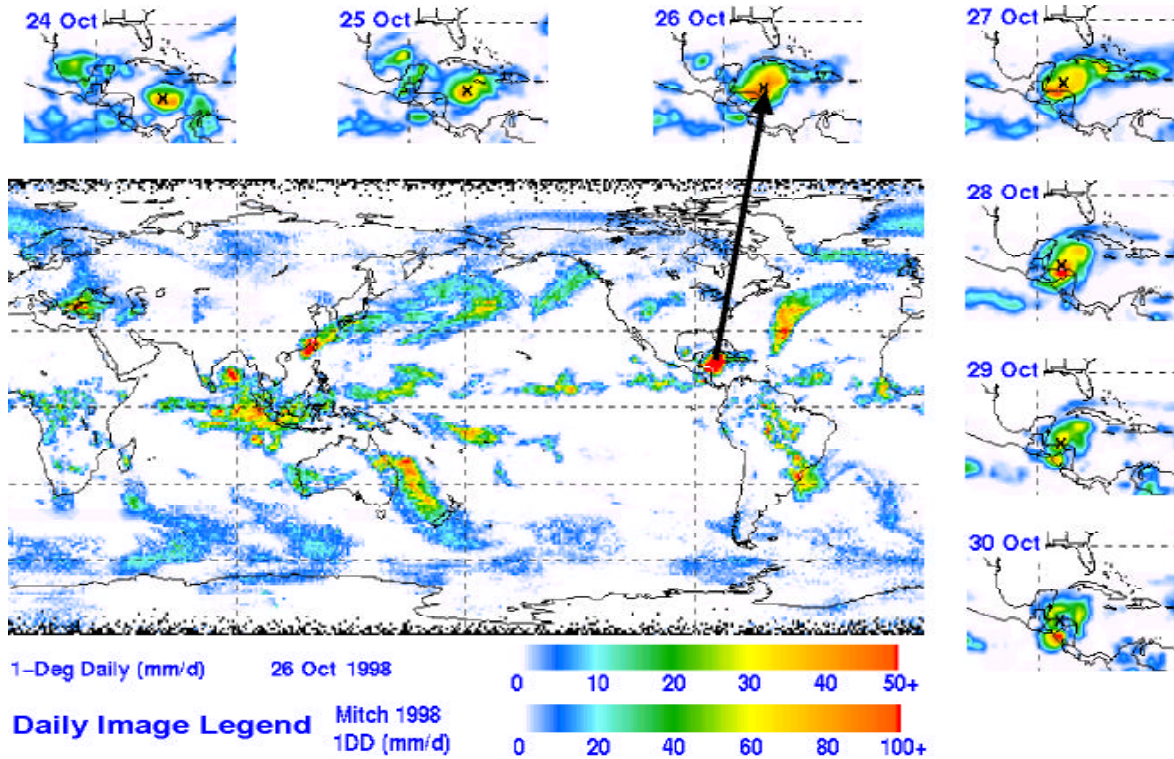 24 Oct
25 Oct
26 Oct
27 Oct
28 Oct
29 Oct
30 Oct
1-Deg Daily (mm/d) 26 Oct 1998
0 10 20 30 40 50+
Daily Image Legend
Mitch 1998
1DD (mm/d)
0 20 40 60 80 100+